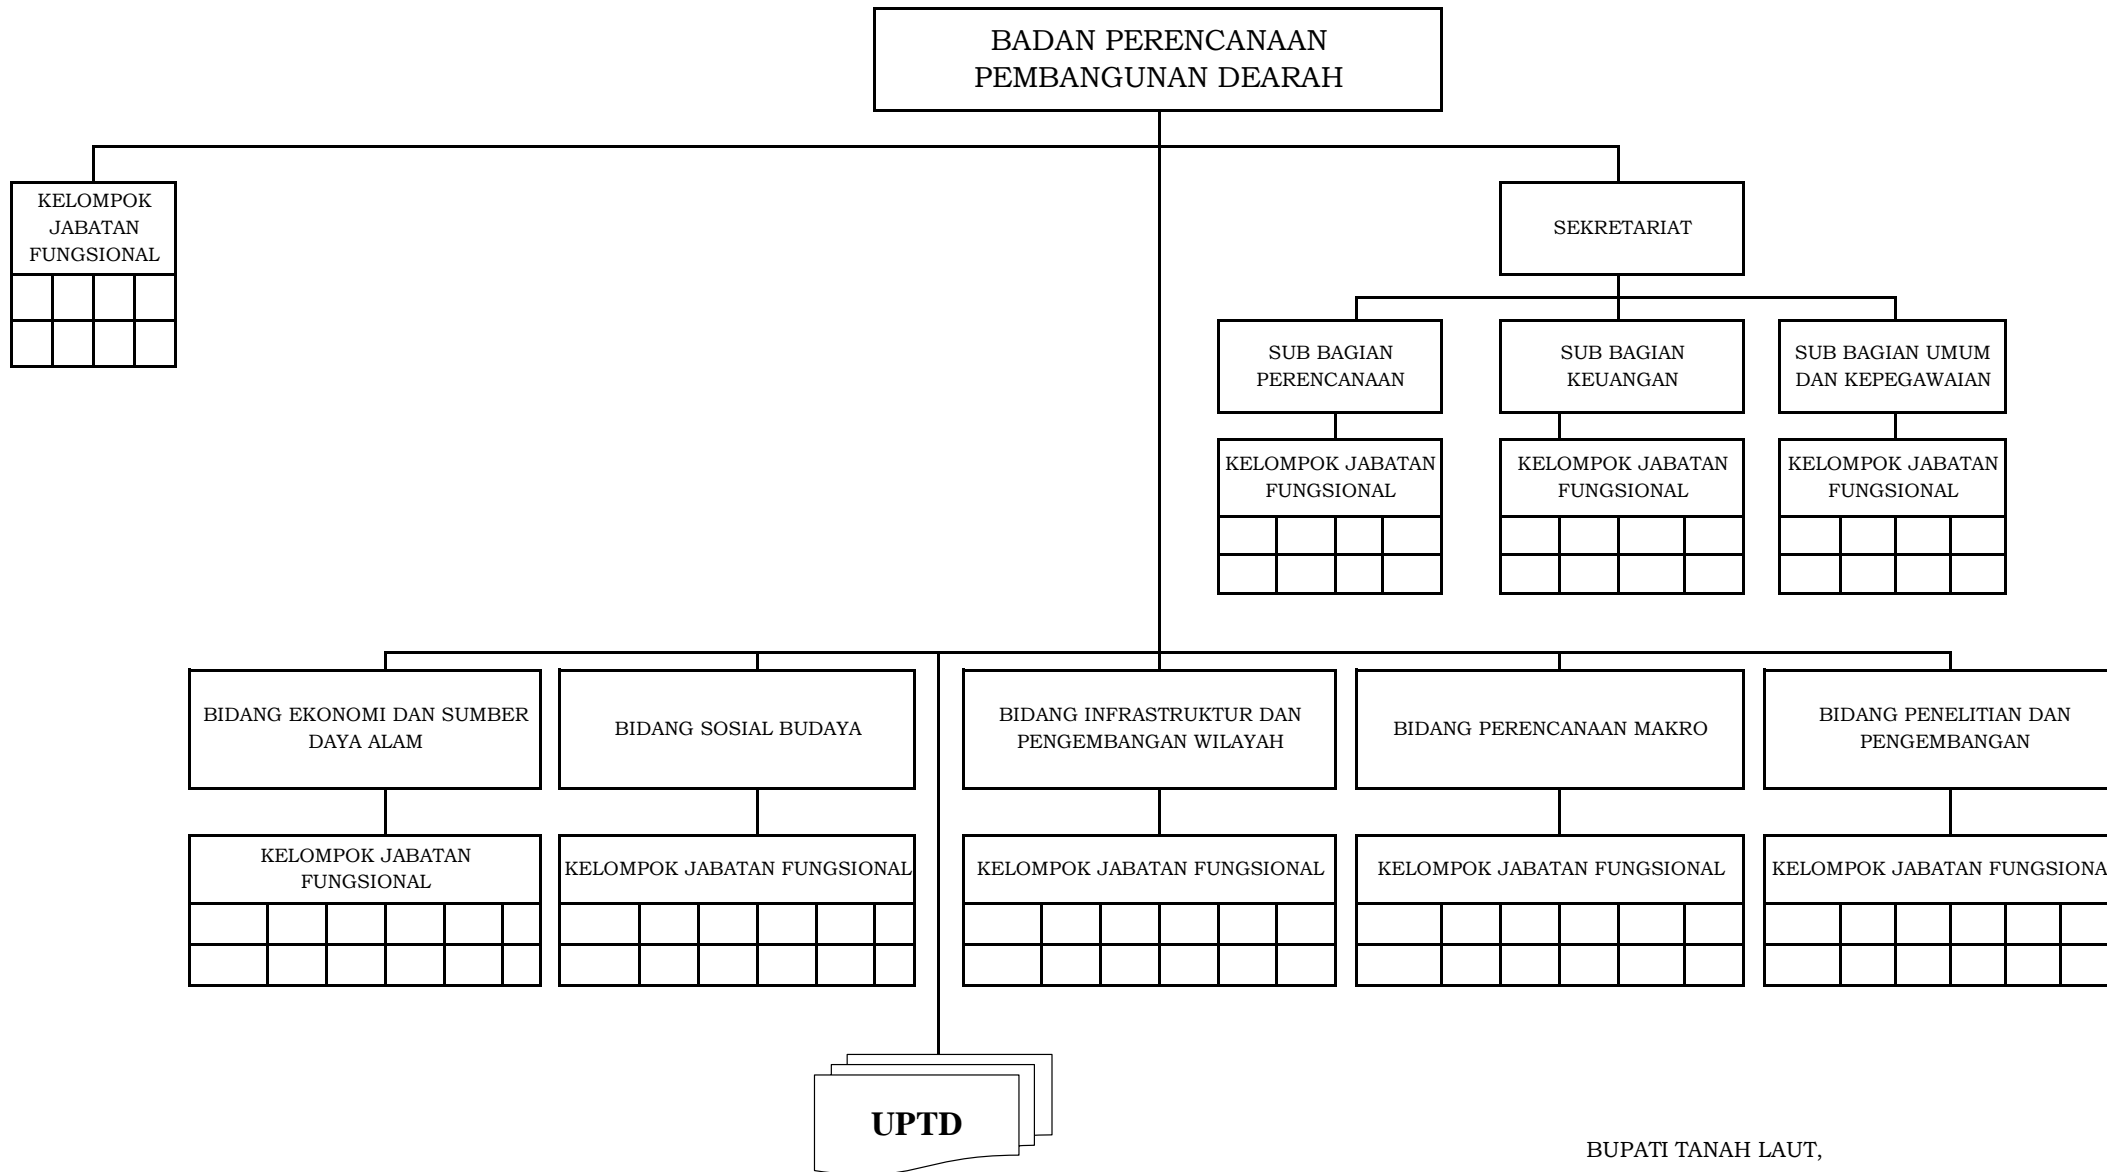 BADAN PERENCANAAN
PEMBANGUNAN DEARAH
KELOMPOK
JABATAN
FUNGSIONAL
SEKRETARIAT
SUB BAGIAN
PERENCANAAN
SUB BAGIAN
KEUANGAN
SUB BAGIAN UMUM
DAN KEPEGAWAIAN
KELOMPOK JABATAN
FUNGSIONAL
KELOMPOK JABATAN
FUNGSIONAL
KELOMPOK JABATAN
FUNGSIONAL
BIDANG EKONOMI DAN SUMBER
DAYA ALAM
BIDANG SOSIAL BUDAYA
BIDANG INFRASTRUKTUR DAN
PENGEMBANGAN WILAYAH
BIDANG PERENCANAAN MAKRO
BIDANG PENELITIAN DAN
PENGEMBANGAN
KELOMPOK JABATAN
FUNGSIONAL
KELOMPOK JABATAN FUNGSIONAL
KELOMPOK JABATAN FUNGSIONAL
KELOMPOK JABATAN FUNGSIONAL
KELOMPOK JABATAN FUNGSIONA
UPTD
BUPATI TANAH LAUT,